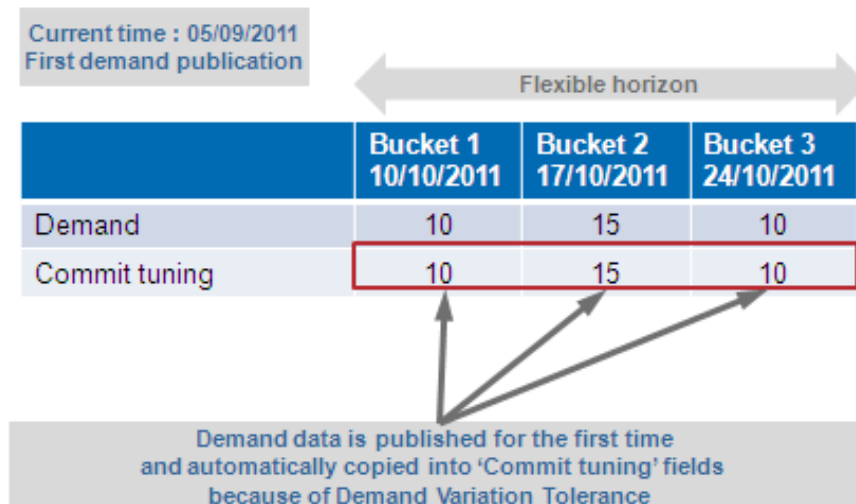 Current time : 05/09/2011
First demand publication
Flexible horizon
Bucket 1 Bucket 2 Bucket 3
10/10/2011 17/10/2011 24/10/2011
Demand 10 15 10
Commit tuning 10 15 10
Demand data is published for the first time
and automatically copied into ‘Commit tuning’ fields
because of Demand Variation Tolerance